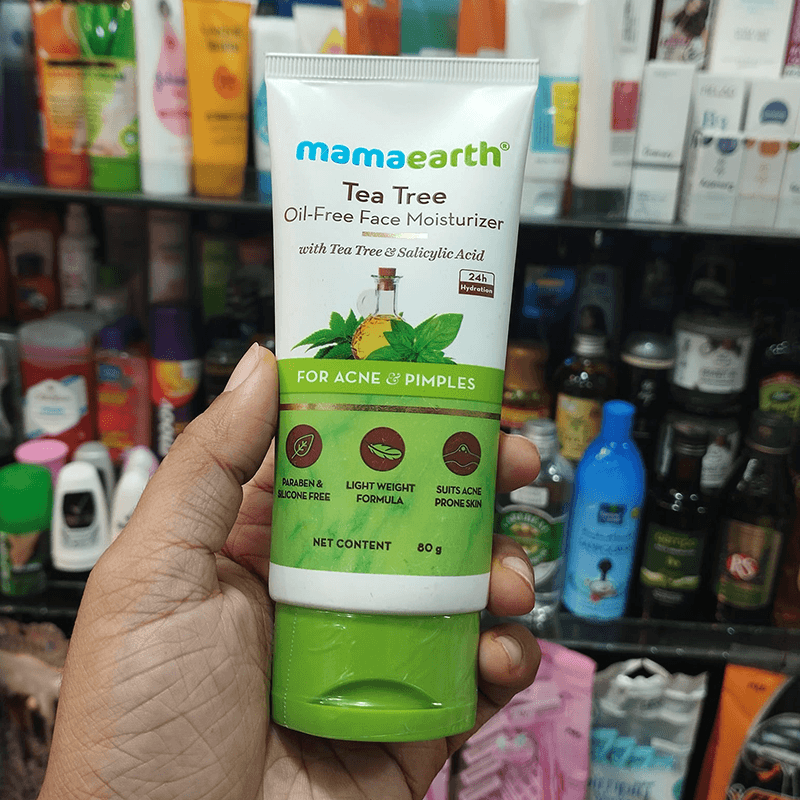 mamaearth®
Tea Tree
Oil-Free Face Moisturizer
with Tea Tree & Salicylic Acid
24h
Hydration
FOR ACNE & PIMPLES
PARABEN &
SILICONE FREE
LIGHT WEIGHT
FORMULA
SUITS ACNE
PRONE SKIN
NET CONTENT 80 g